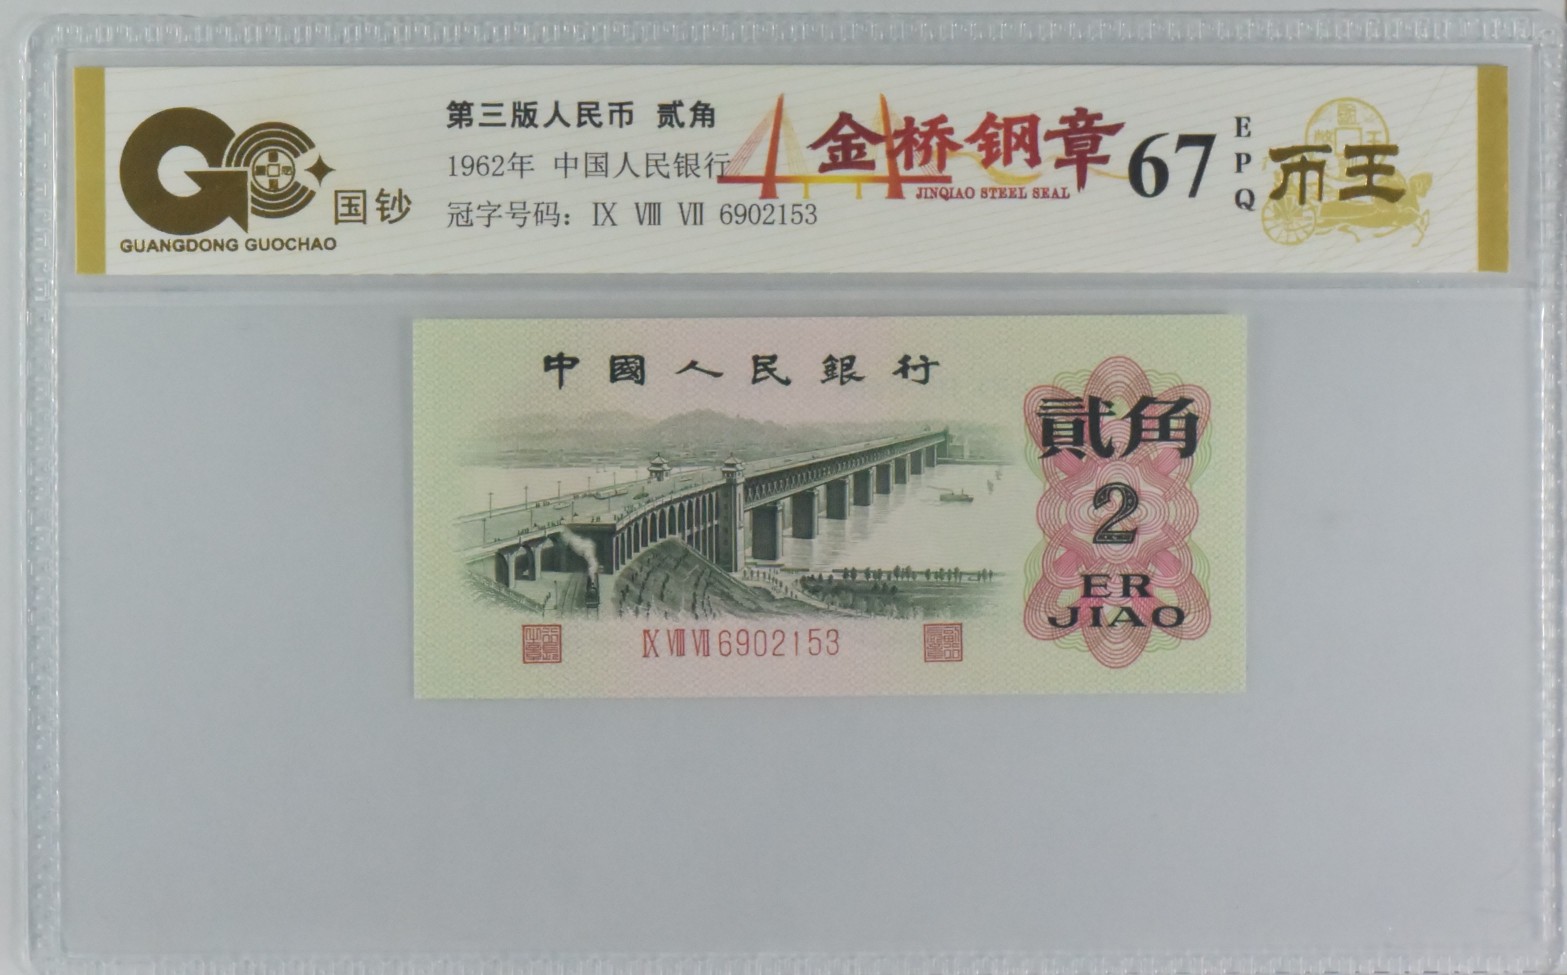 国钞
GUANGDONG GUOCHAO
第三版人民币 贰角
1962年 中国人民银行
冠字号码：Ⅸ Ⅷ Ⅶ 6902153
金桥钢章
JINQIAO STEEL SEAL
67
EPQ
币王
中國人民銀行
貳角
2
ER
JIAO
Ⅸ Ⅷ Ⅶ 6902153